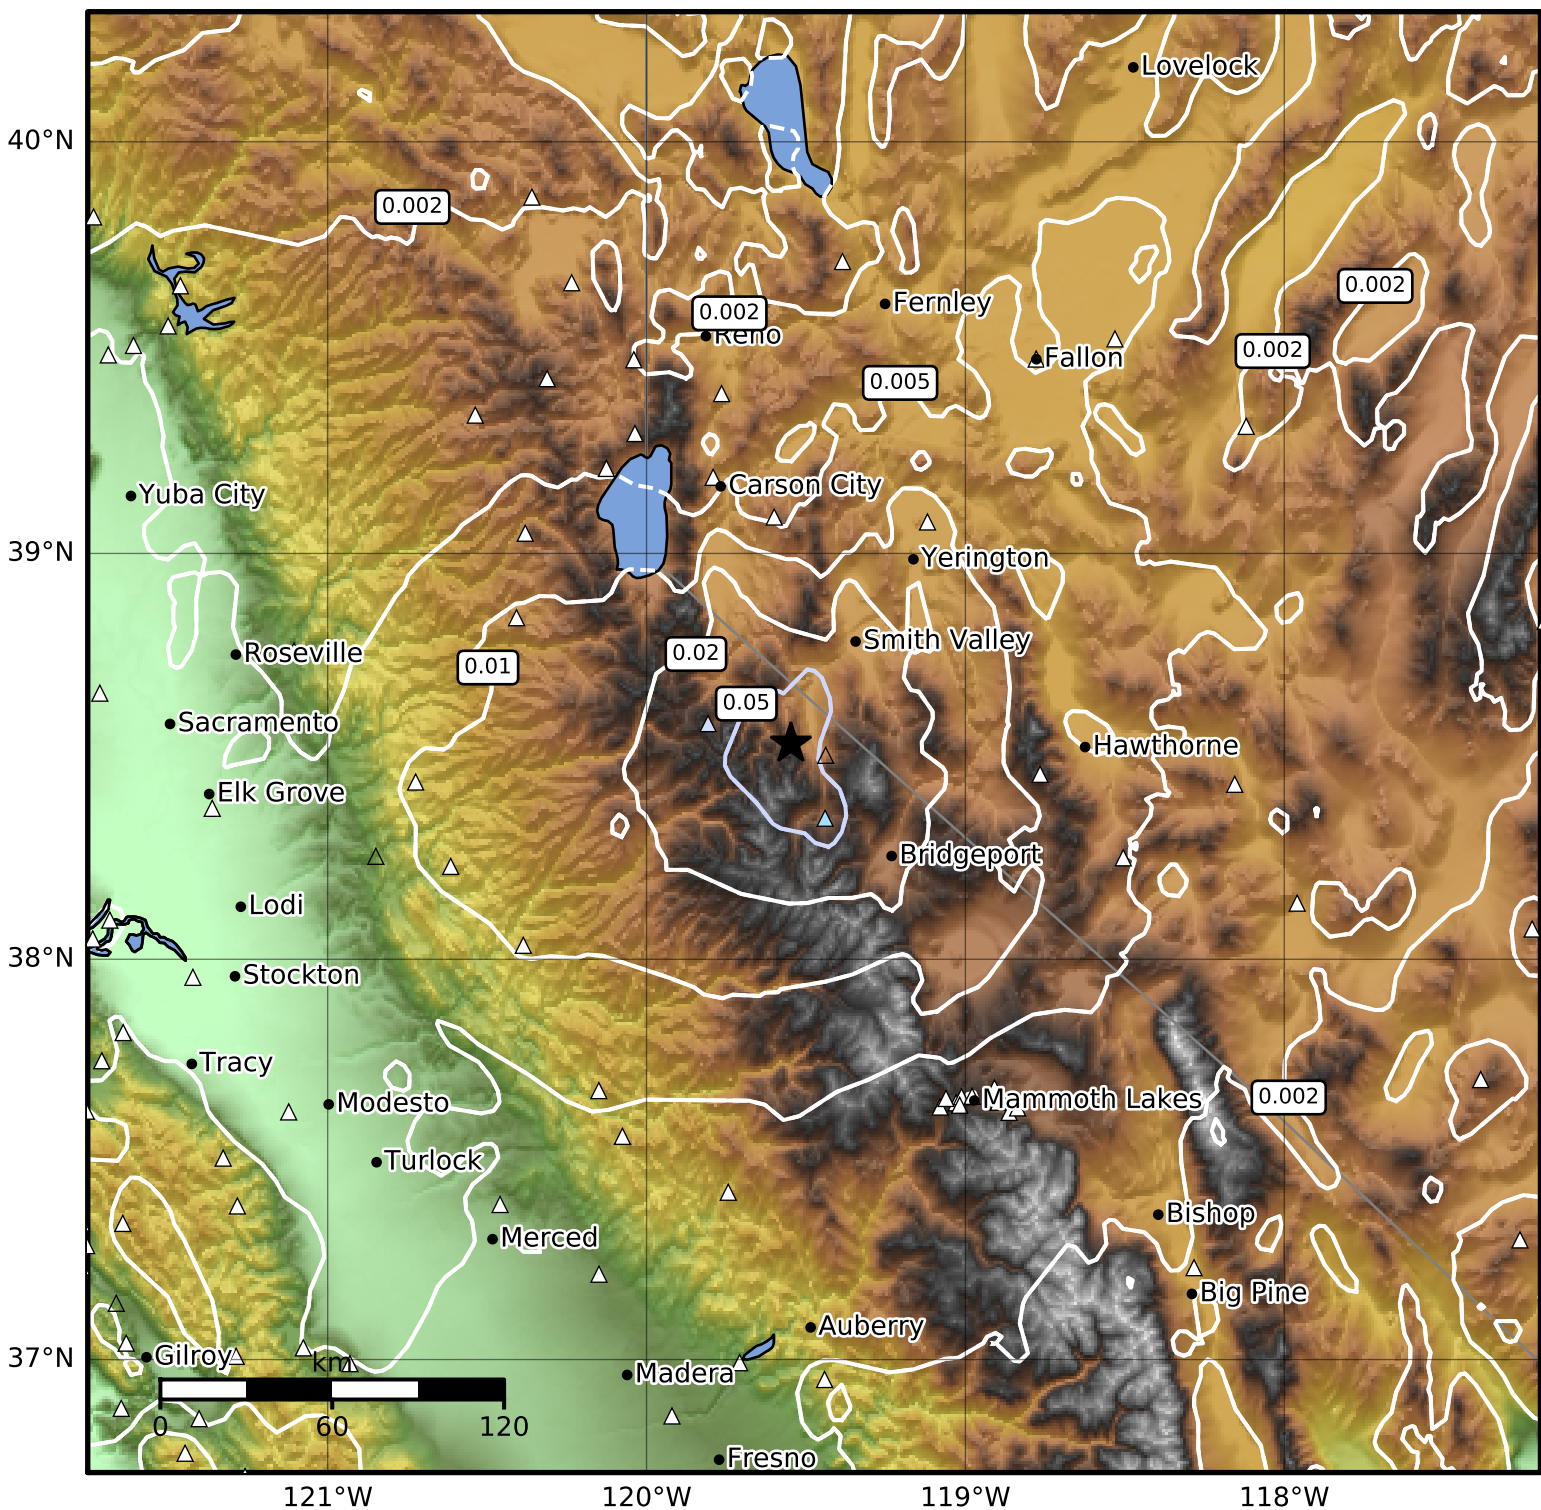 Lovelock
40°N
0.002
0.002
Fernley
0.002
Reno
0.002
Fallon
0.005
Carson City
Yuba City
39°N
Yerington
Smith Valley
Roseville
0.02
0.01
0.05
Sacramento
Hawthorne
Elk Grove
Bridgeport
Lodi
38°N
Stockton
Tracy
0.002
Mammoth Lakes
Modesto
Turlock
Bishop
Merced
Big Pine
Auberry
37°N
Gilroy
km
Madera
0 60 120
Fresno
121°W 120°W 119°W 118°W